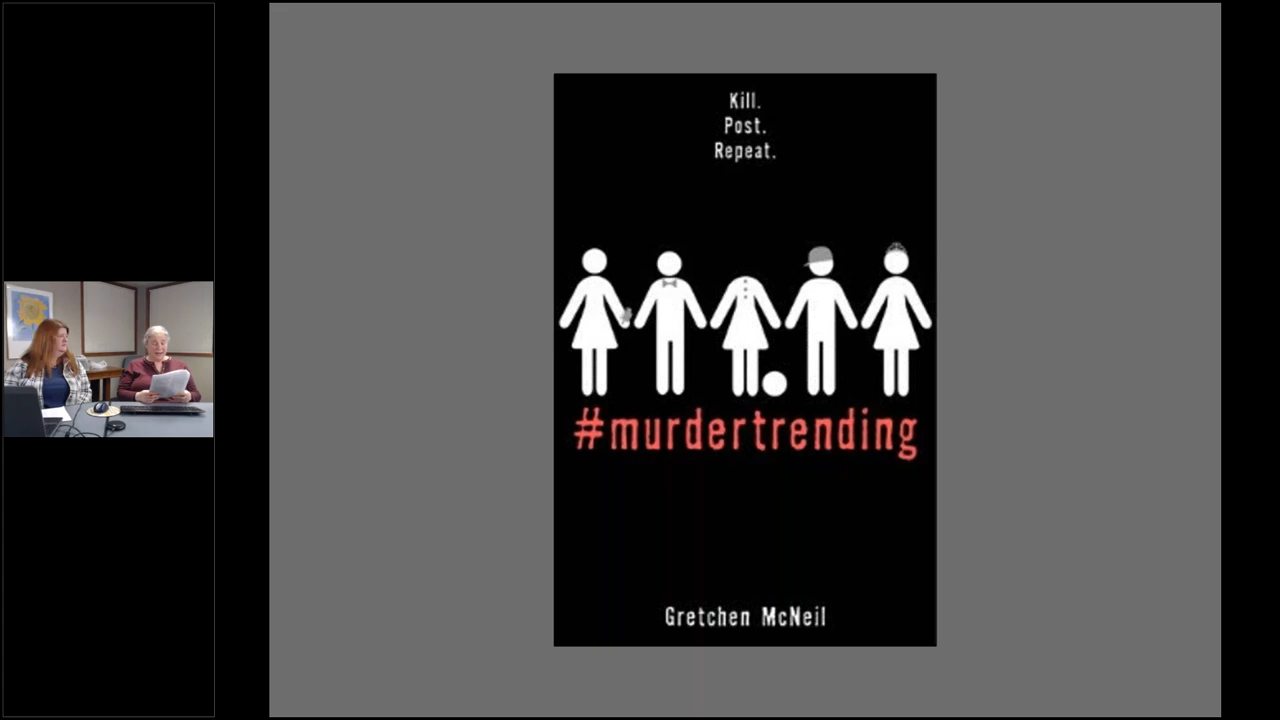 Kill.
Post.
Repeat.
#murdertrending
Gretchen McNeil